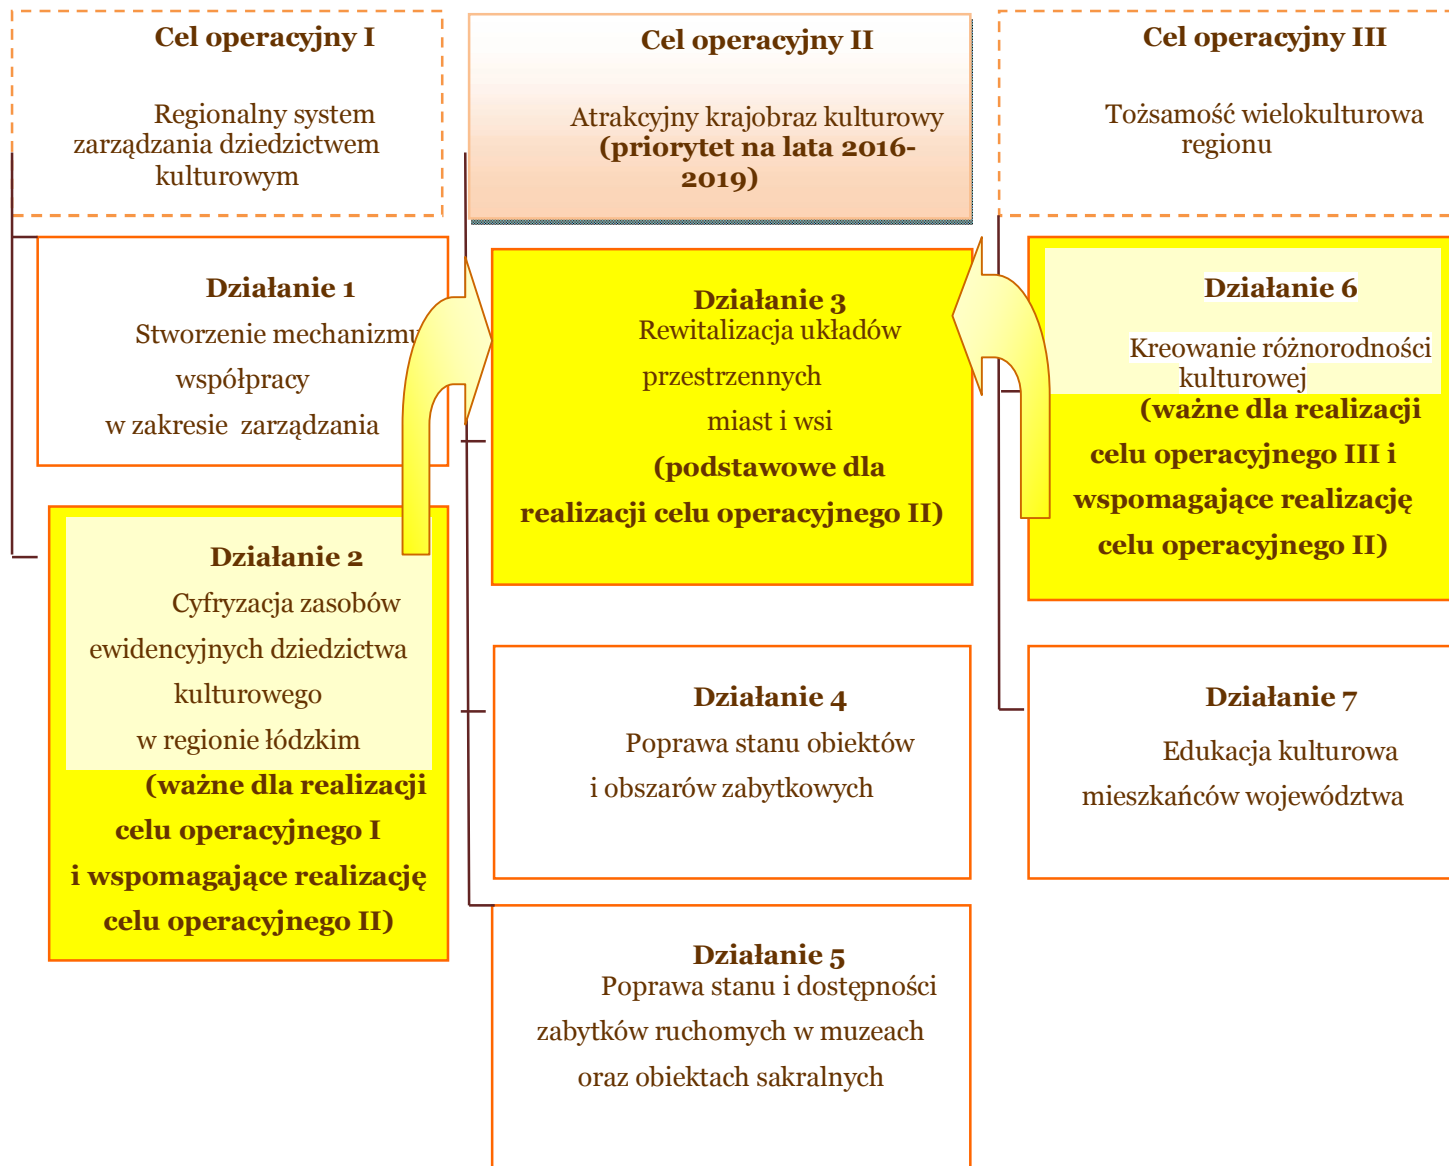 Cel operacyjny I
Regionalny system
zarządzania dziedzictwem
kulturowym
Działanie 1
Stworzenie mechanizmu
współpracy
w zakresie zarządzania
Działanie 2
Cyfryzacja zasobów
ewidencyjnych dziedzictwa
kulturowego
w regionie łódzkim
(ważne dla realizacji
celu operacyjnego I
i wspomagające realizację
celu operacyjnego II)
Cel operacyjny II
Atrakcyjny krajobraz kulturowy
(priorytet na lata 2016-
2019)
Działanie 3
Rewitalizacja układów
przestrzennych
miast i wsi
(podstawowe dla
realizacji celu operacyjnego II)
Działanie 4
Poprawa stanu obiektów
i obszarów zabytkowych
Działanie 5
Poprawa stanu i dostępności
zabytków ruchomych w muzeach
oraz obiektach sakralnych
Cel operacyjny III
Tożsamość wielokulturowa
regionu
Działanie 6
Kreowanie różnorodności
kulturowej
(ważne dla realizacji
celu operacyjnego III i
wspomagające realizację
celu operacyjnego II)
Działanie 7
Edukacja kulturowa
mieszkańców województwa